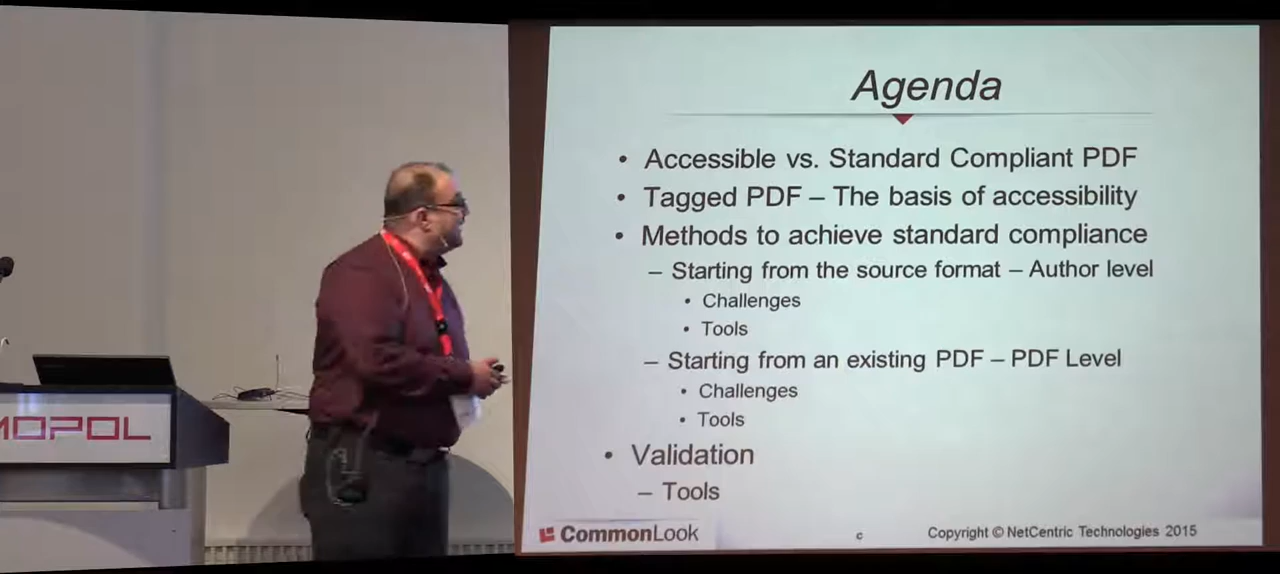 Agenda
• Accessible vs. Standard Compliant PDF
• Tagged PDF – The basis of accessibility
• Methods to achieve standard compliance
– Starting from the source format – Author level
• Challenges
• Tools
– Starting from an existing PDF – PDF Level
• Challenges
• Tools
• Validation
– Tools
CommonLook
c
Copyright © NetCentric Technologies 2015
MOPOL